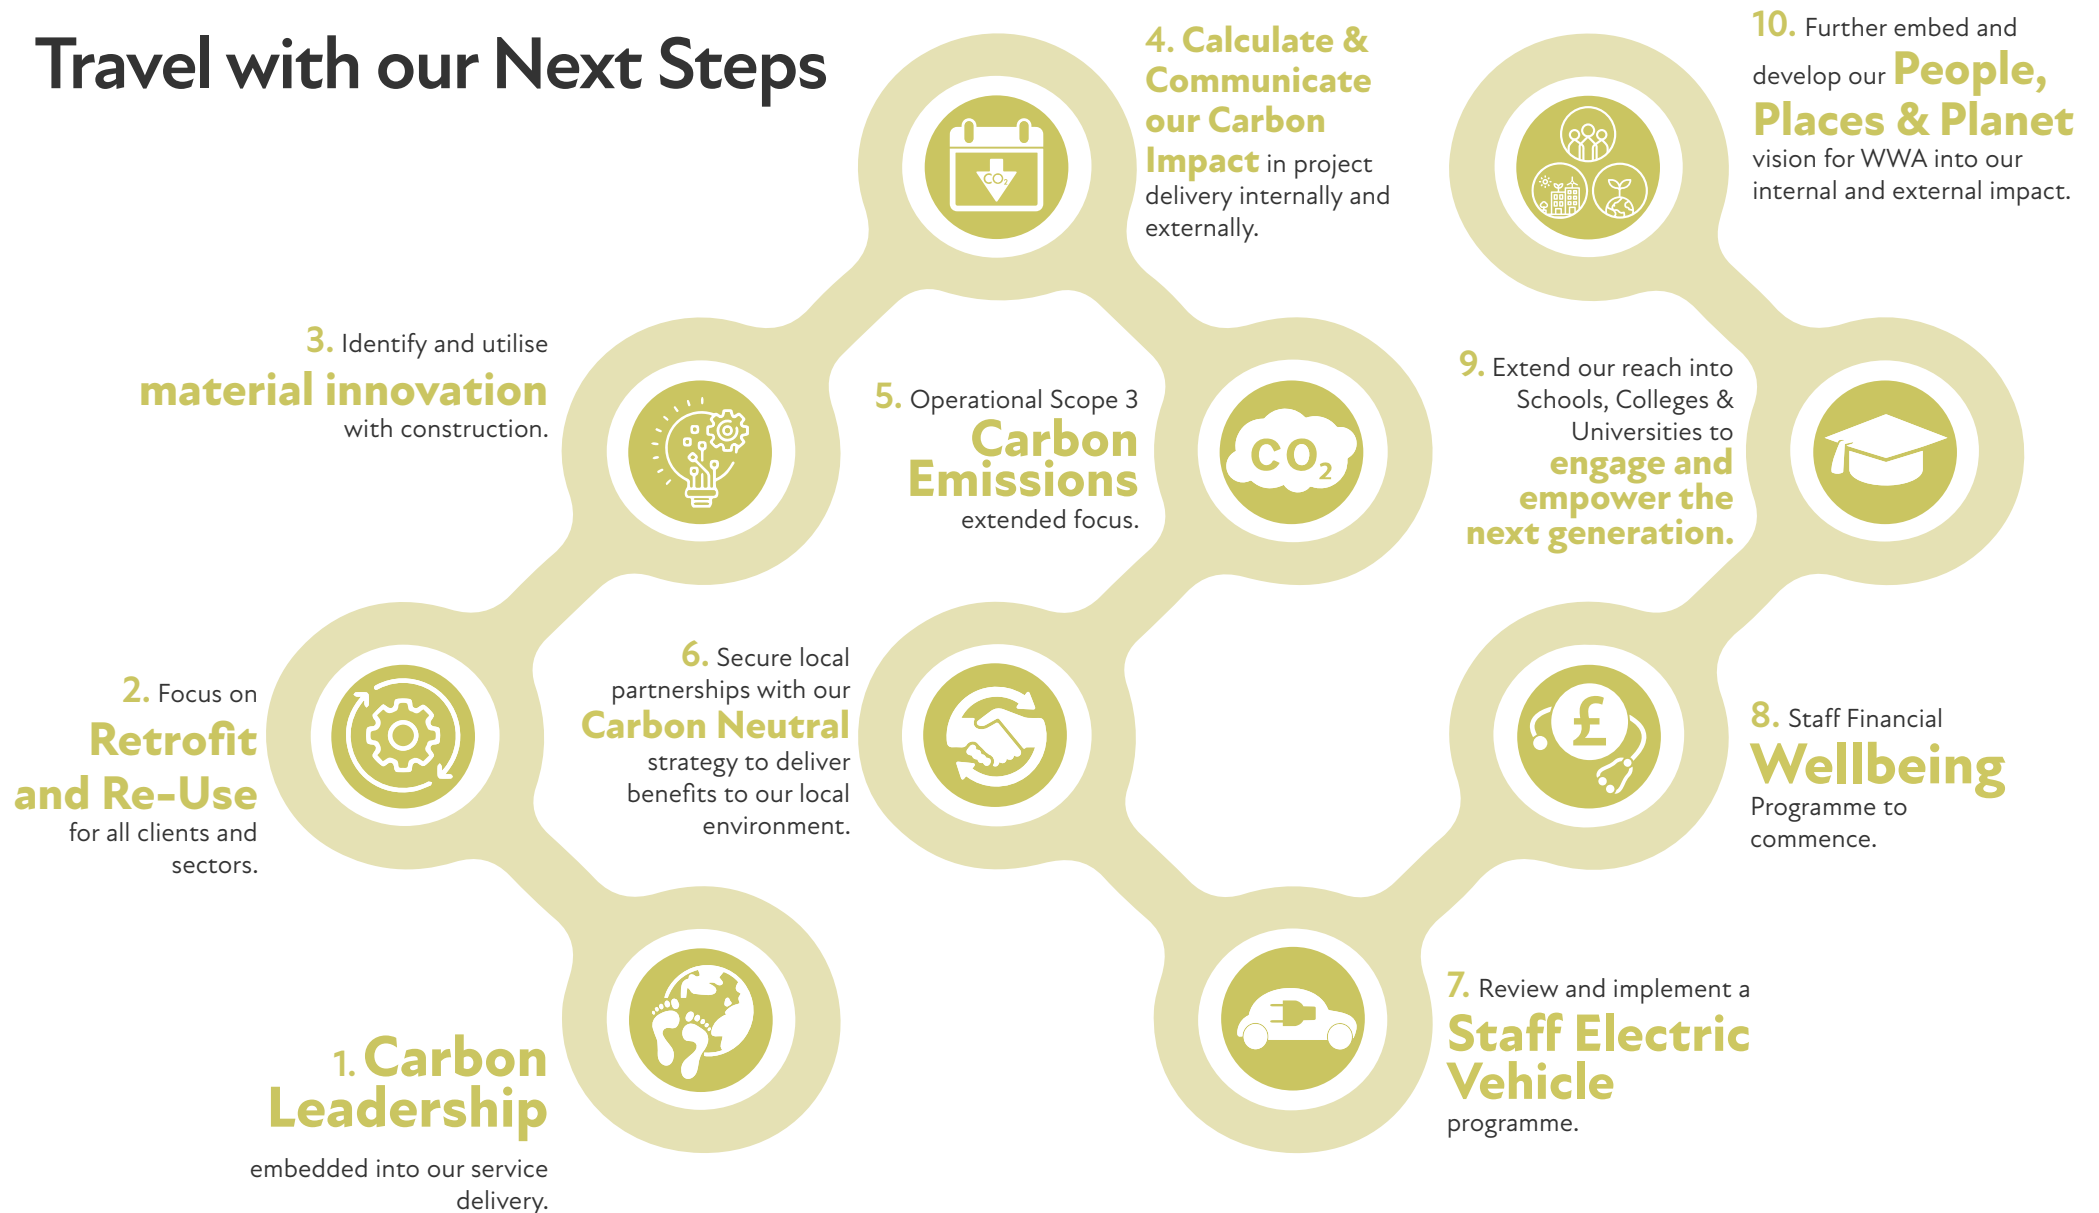 Travel with our Next Steps
1. Carbon
Leadership
embedded into our service
delivery.
2. Focus on
Retrofit
and Re-Use
for all clients and
sectors.
3. Identify and utilise
material innovation
with construction.
4. Calculate &
Communicate
our Carbon
Impact in project
delivery internally and
externally.
CO2
5. Operational Scope 3
Carbon
Emissions
extended focus.
CO2
6. Secure local
partnerships with our
Carbon Neutral
strategy to deliver
benefits to our local
environment.
7. Review and implement a
Staff Electric
Vehicle
programme.
8. Staff Financial
Wellbeing
Programme to
commence.
£
9. Extend our reach into
Schools, Colleges &
Universities to
engage and
empower the
next generation.
10. Further embed and
develop our People,
Places & Planet
vision for WWA into our
internal and external impact.